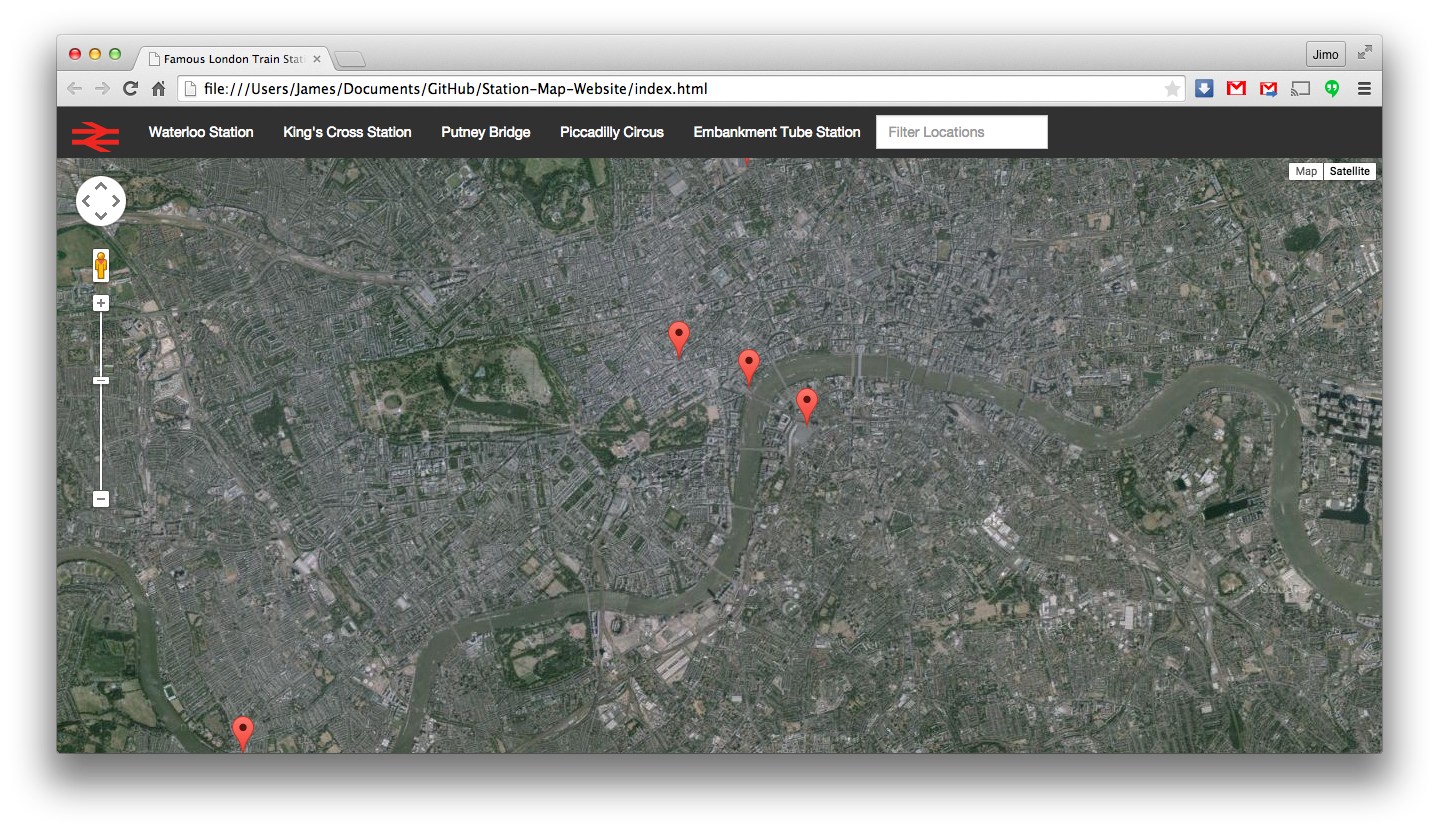 Famous London Train Stati
Jimo
file:///Users/James/Documents/GitHub/Station-Map-Website/index.html
Waterloo Station King's Cross Station Putney Bridge Piccadilly Circus Embankment Tube Station Filter Locations
Map Satellite